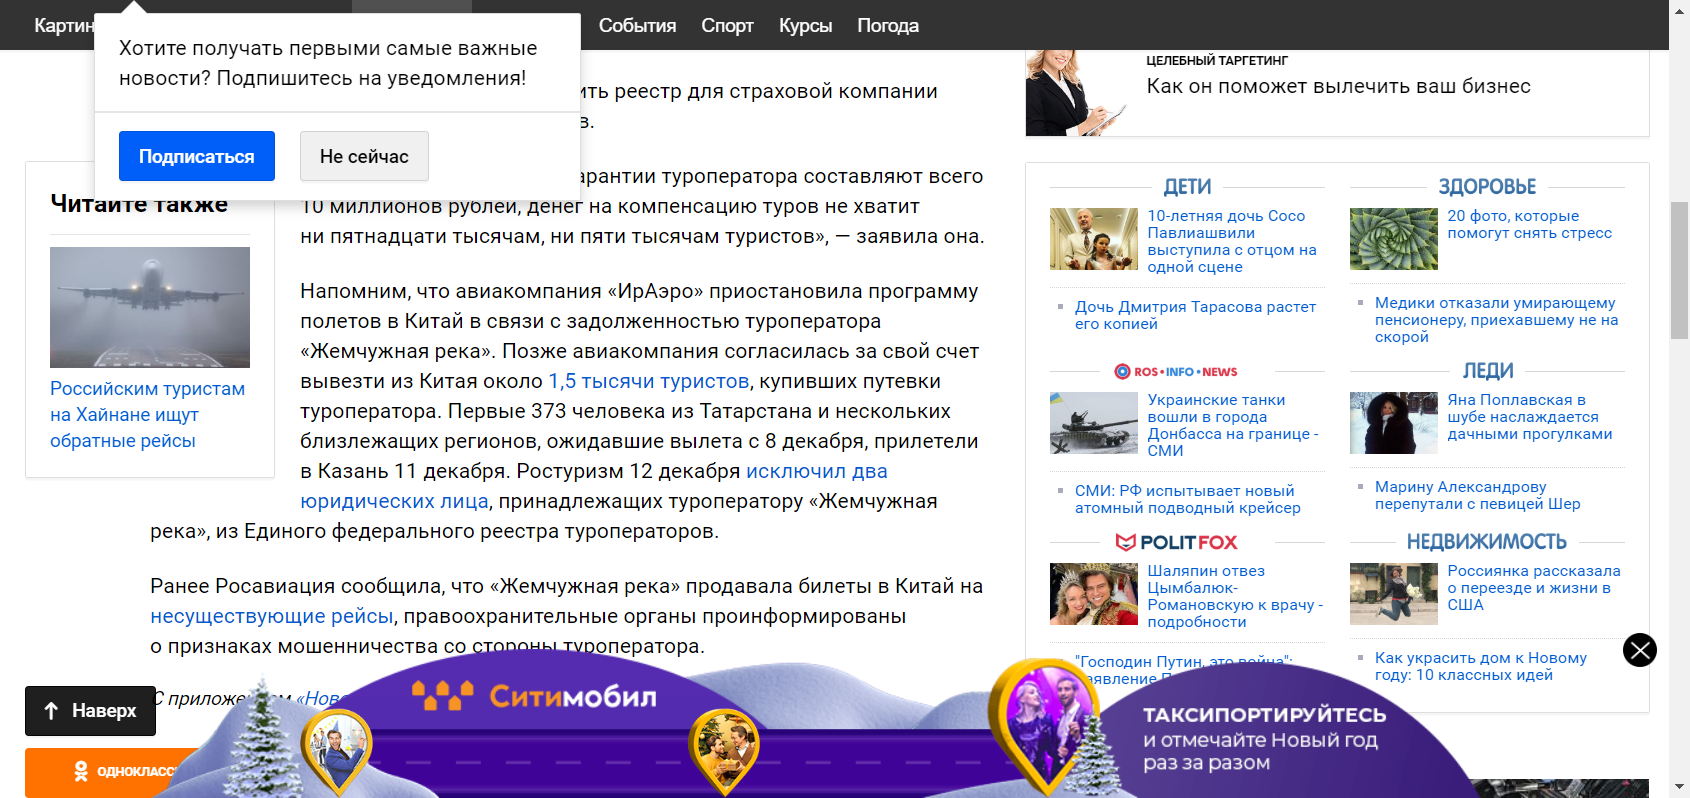 Картин
События
Спорт
Курсы
Погода
Хотите получать первыми самые важные
новости? Подпишитесь на уведомления!
Подписаться
Не сейчас
ить реестр для страховой компании
в.
арантии туроператора составляют всего
10 миллионов рублей, денег на компенсацию туров не хватит
ни пятнадцати тысячам, ни пяти тысячам туристов», — заявила она.
Читайте также
Российским туристам
на Хайнане ищут
обратные рейсы
Напомним, что авиакомпания «ИрАэро» приостановила программу
полетов в Китай в связи с задолженностью туроператора
«Жемчужная река». Позже авиакомпания согласилась за свой счет
вывезти из Китая около 1,5 тысячи туристов, купивших путевки
туроператора. Первые 373 человека из Татарстана и нескольких
близлежащих регионов, ожидавшие вылета с 8 декабря, прилетели
в Казань 11 декабря. Ростуризм 12 декабря исключил два
юридических лица, принадлежащих туроператору «Жемчужная
река», из Единого федерального реестра туроператоров.
Ранее Росавиация сообщила, что «Жемчужная река» продавала билеты в Китай на
несуществующие рейсы, правоохранительные органы проинформированы
о признаках мошенничества со стороны туроператора.
С прилож
«Ново
Наверх
ОДНОКЛАСС
ЦЕЛЕБНЫЙ ТАРГЕТИНГ
Как он поможет вылечить ваш бизнес
ДЕТИ
10-летняя дочь Сосо
Павлиашвили
выступила с отцом на
одной сцене
Дочь Дмитрия Тарасова растет
его копией
ROS•INFO•NEWS
Украинские танки
вошли в города
Донбасса на границе -
СМИ
СМИ: РФ испытывает новый
атомный подводный крейсер
POLITFOX
Шаляпин отвез
Цымбалюк-
Романовскую к врачу -
подробности
"Господин Путин, это война":
ЗДОРОВЬЕ
20 фото, которые
помогут снять стресс
Медики отказали умирающему
пенсионеру, приехавшему не на
скорой
ЛЕДИ
Яна Поплавская в
шубе наслаждается
дачными прогулками
Марину Александрову
перепутали с певицей Шер
НЕДВИЖИМОСТЬ
Россиянка рассказала
о переезде и жизни в
США
Как украсить дом к Новому
году: 10 классных идей
Ситимобил
ТАКСИПОРТИРУЙТЕСЬ
и отмечайте Новый год
раз за разом